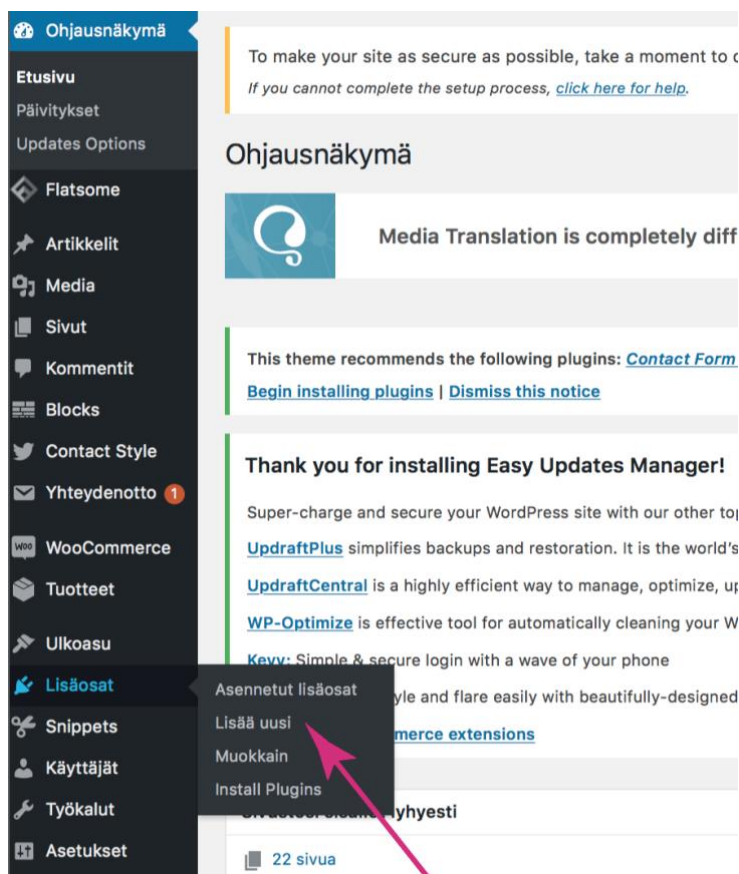 Ohjausnäkymä
Etusivu
Päivitykset
Updates Options
Flatsome
Artikkelit
Media
Sivut
Kommentit
Blocks
Contact Style
Yhteydenotto 1
WooCommerce
Tuotteet
Ulkoasu
Lisäosat
Snippets
Käyttäjät
Työkalut
Asetukset
Asennetut lisäosat
Lisää uusi
Muokkain
Install Plugins
To make your site as secure as possible, take a moment to
If you cannot complete the setup process, click here for help.
Ohjausnäkymä
Media Translation is completely diff
This theme recommends the following plugins: Contact Form
Begin installing plugins | Dismiss this notice
Thank you for installing Easy Updates Manager!
Super-charge and secure your WordPress site with our other top
UpdraftPlus simplifies backups and restoration. It is the world's
UpdraftCentral is a highly efficient way to manage, optimize, up
WP-Optimize is effective tool for automatically cleaning your W
Keyy: Simple & secure login with a wave of your phone
yle and flare easily with beautifully-designed
merce extensions
lyhyesti
22 sivua